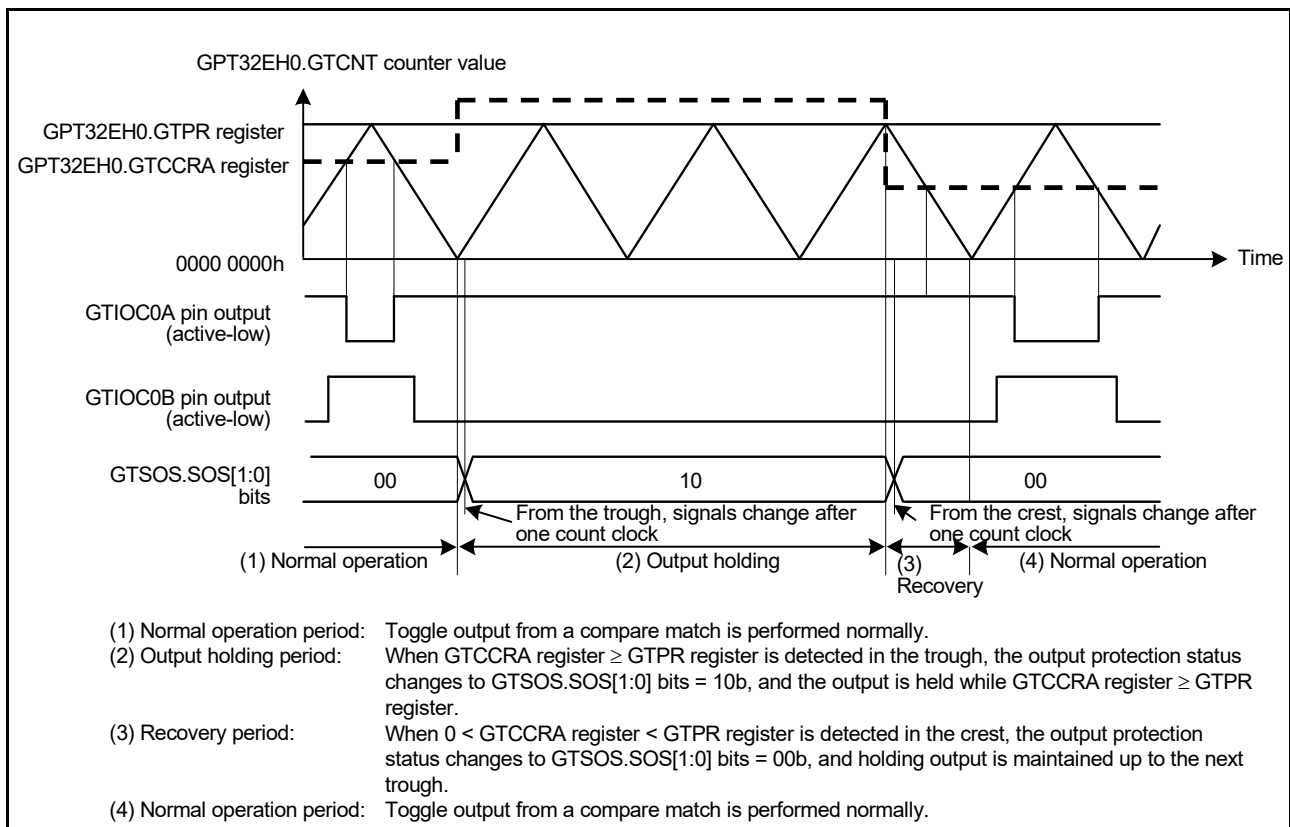 GPT32EH0.GTCNT counter value
GPT32EH0.GTPR register
GPT32EH0.GTCCRA register
0000 0000h
Time
GTIOC0A pin output
(active-low)
GTIOC0B pin output
(active-low)
GTSOS.SOS[1:0]
bits
00
10
00
From the trough, signals change after
one count clock
From the crest, signals change after
one count clock
(1) Normal operation
(2) Output holding
(3)
Recovery
(4) Normal operation
(1) Normal operation period: Toggle output from a compare match is performed normally.
(2) Output holding period: When GTCCRA register ≥ GTPR register is detected in the trough, the output protection status
changes to GTSOS.SOS[1:0] bits = 10b, and the output is held while GTCCRA register ≥ GTPR
register.
(3) Recovery period: When 0 < GTCCRA register < GTPR register is detected in the crest, the output protection
status changes to GTSOS.SOS[1:0] bits = 00b, and holding output is maintained up to the next
trough.
(4) Normal operation period: Toggle output from a compare match is performed normally.